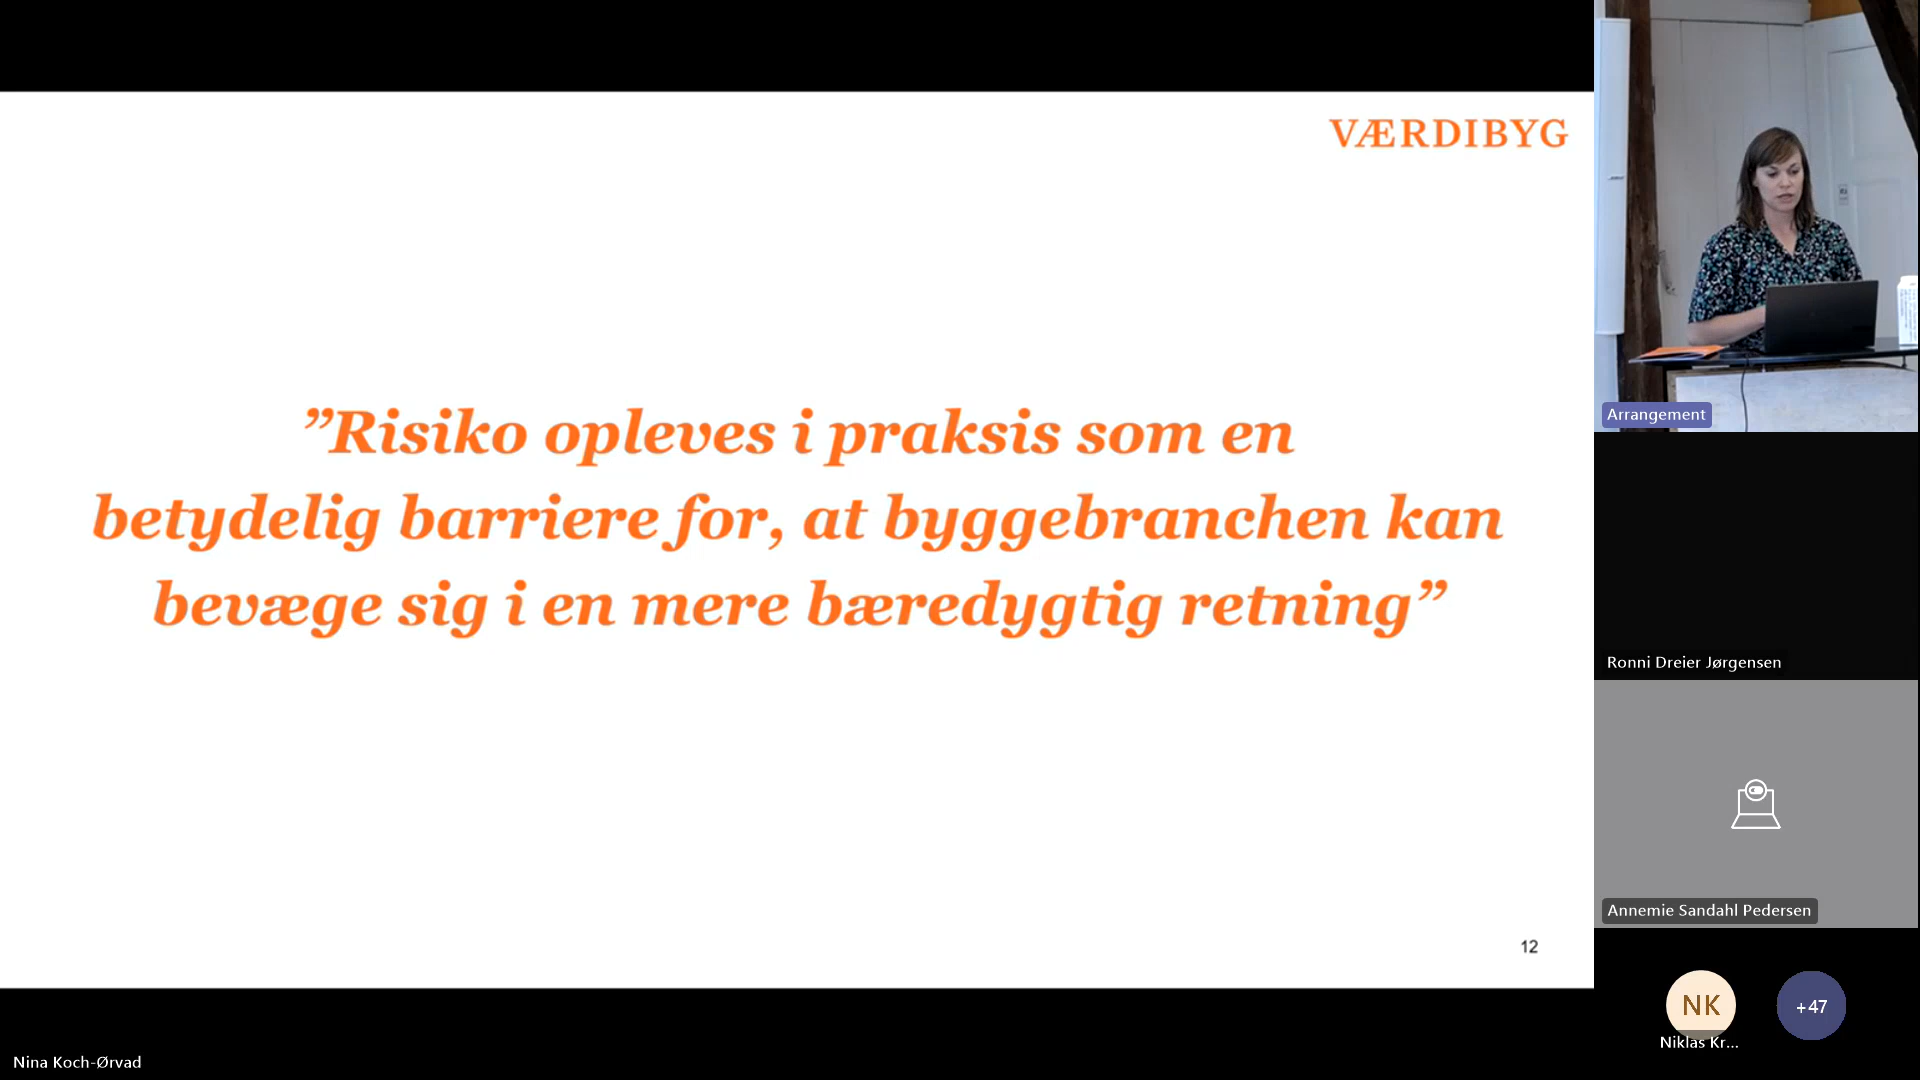 VÆRDIBYG
”Risiko opleves i praksis som en
betydelig barriere for, at byggebranchen kan
bevæge sig i en mere bæredygtig retning”
12
Nina Koch-Ørvad
Arrangement
Ronni Dreier Jørgensen
Annemie Sandahl Pedersen
NK
Niklas Kr...
+47